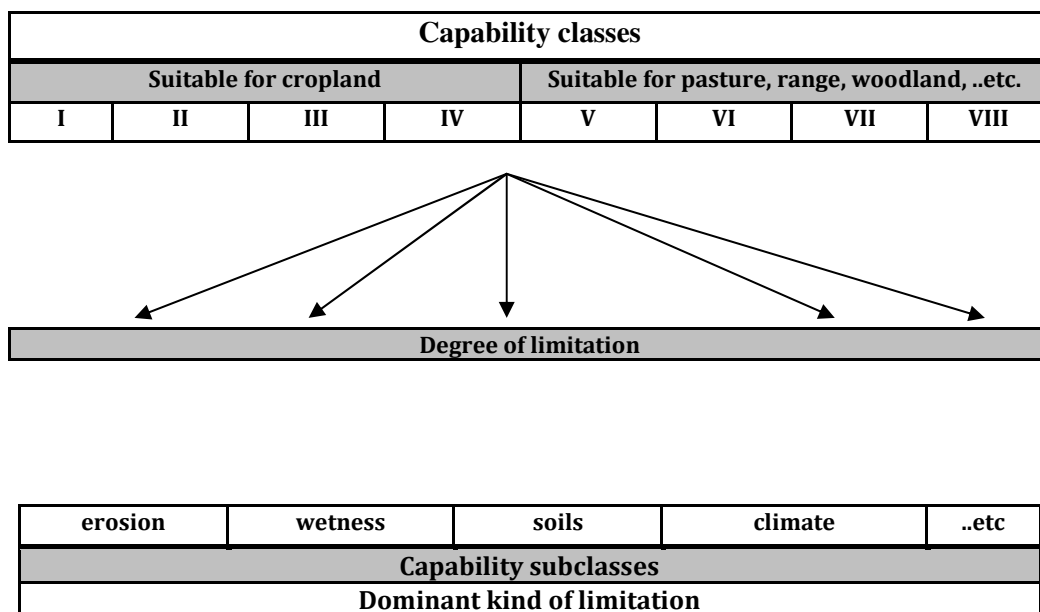 Capability classes
Suitable for cropland Suitable for pasture, range, woodland, ..etc.
I II III IV V VI VII VIII
Degree of limitation
erosion wetness soils climate ..etc
Capability subclasses
Dominant kind of limitation